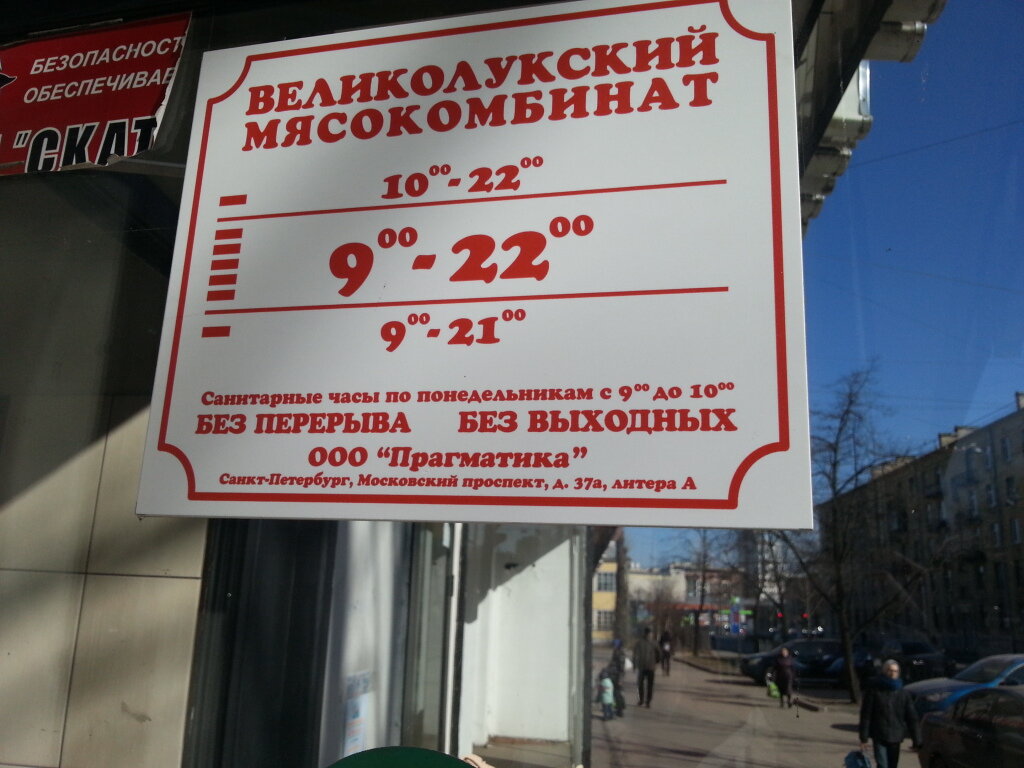 БЕЗОПАСНОСТ
ОБЕСПЕЧИВАЕ
"СКАТ
ВЕЛИКОЛУКСКИЙ
МЯСОКОМБИНАТ
10⁰⁰-22⁰⁰
9⁰⁰-22⁰⁰
9⁰⁰-21⁰⁰
Санитарные часы по понедельникам с 9⁰⁰ до 10⁰⁰
БЕЗ ПЕРЕРЫВА БЕЗ ВЫХОДНЫХ
ООО “Прагматика”
Санкт-Петербург, Московский проспект, д. 37а, литера А